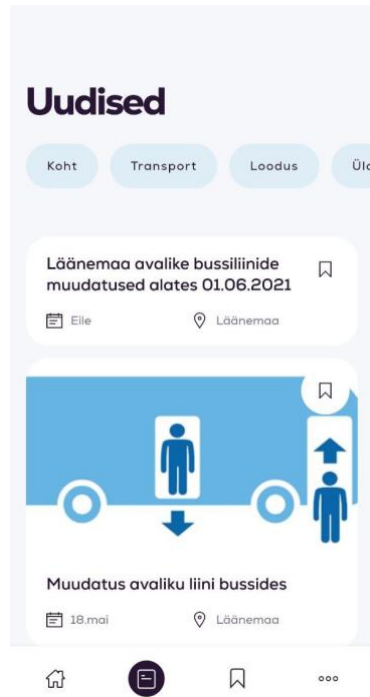 Uudised
Koht Transport Loodus
Läänemaa avalike bussiliinide
muudatused alates 01.06.2021
Eile Läänemaa
Muudatus avaliku liini bussides
18.mai Läänemaa